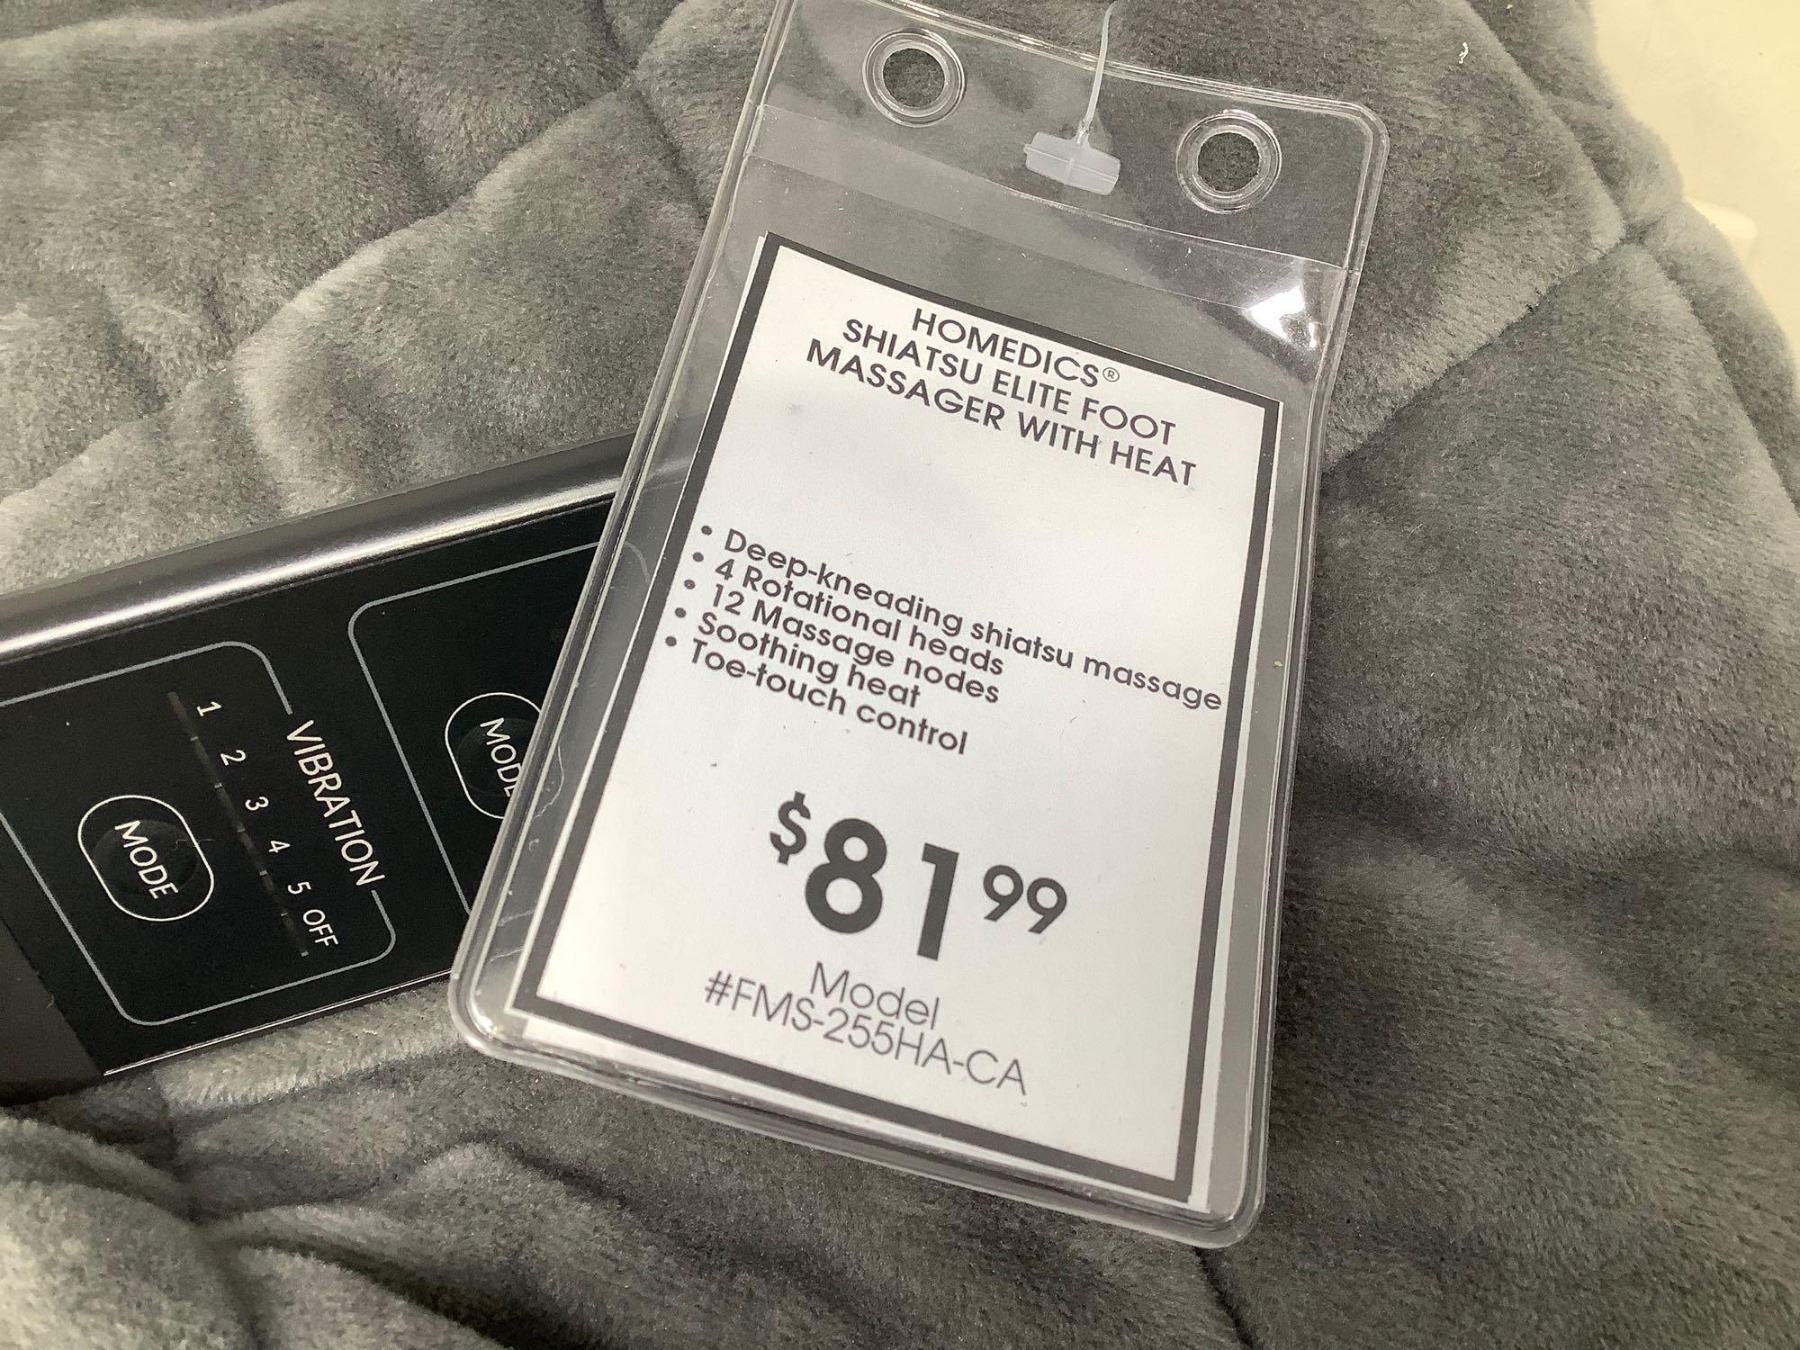 HOMEDICS®
SHIATSU ELITE FOOT
MASSAGER WITH HEAT
• Deep-kneading shiatsu massage
• 4 Rotational heads
• 12 Massage nodes
• Soothing heat
• Toe-touch control
$81 99
Model
#FMS-255HA-CA
VIBRATION
1 2 3 4 5 OFF
MODE
MODE